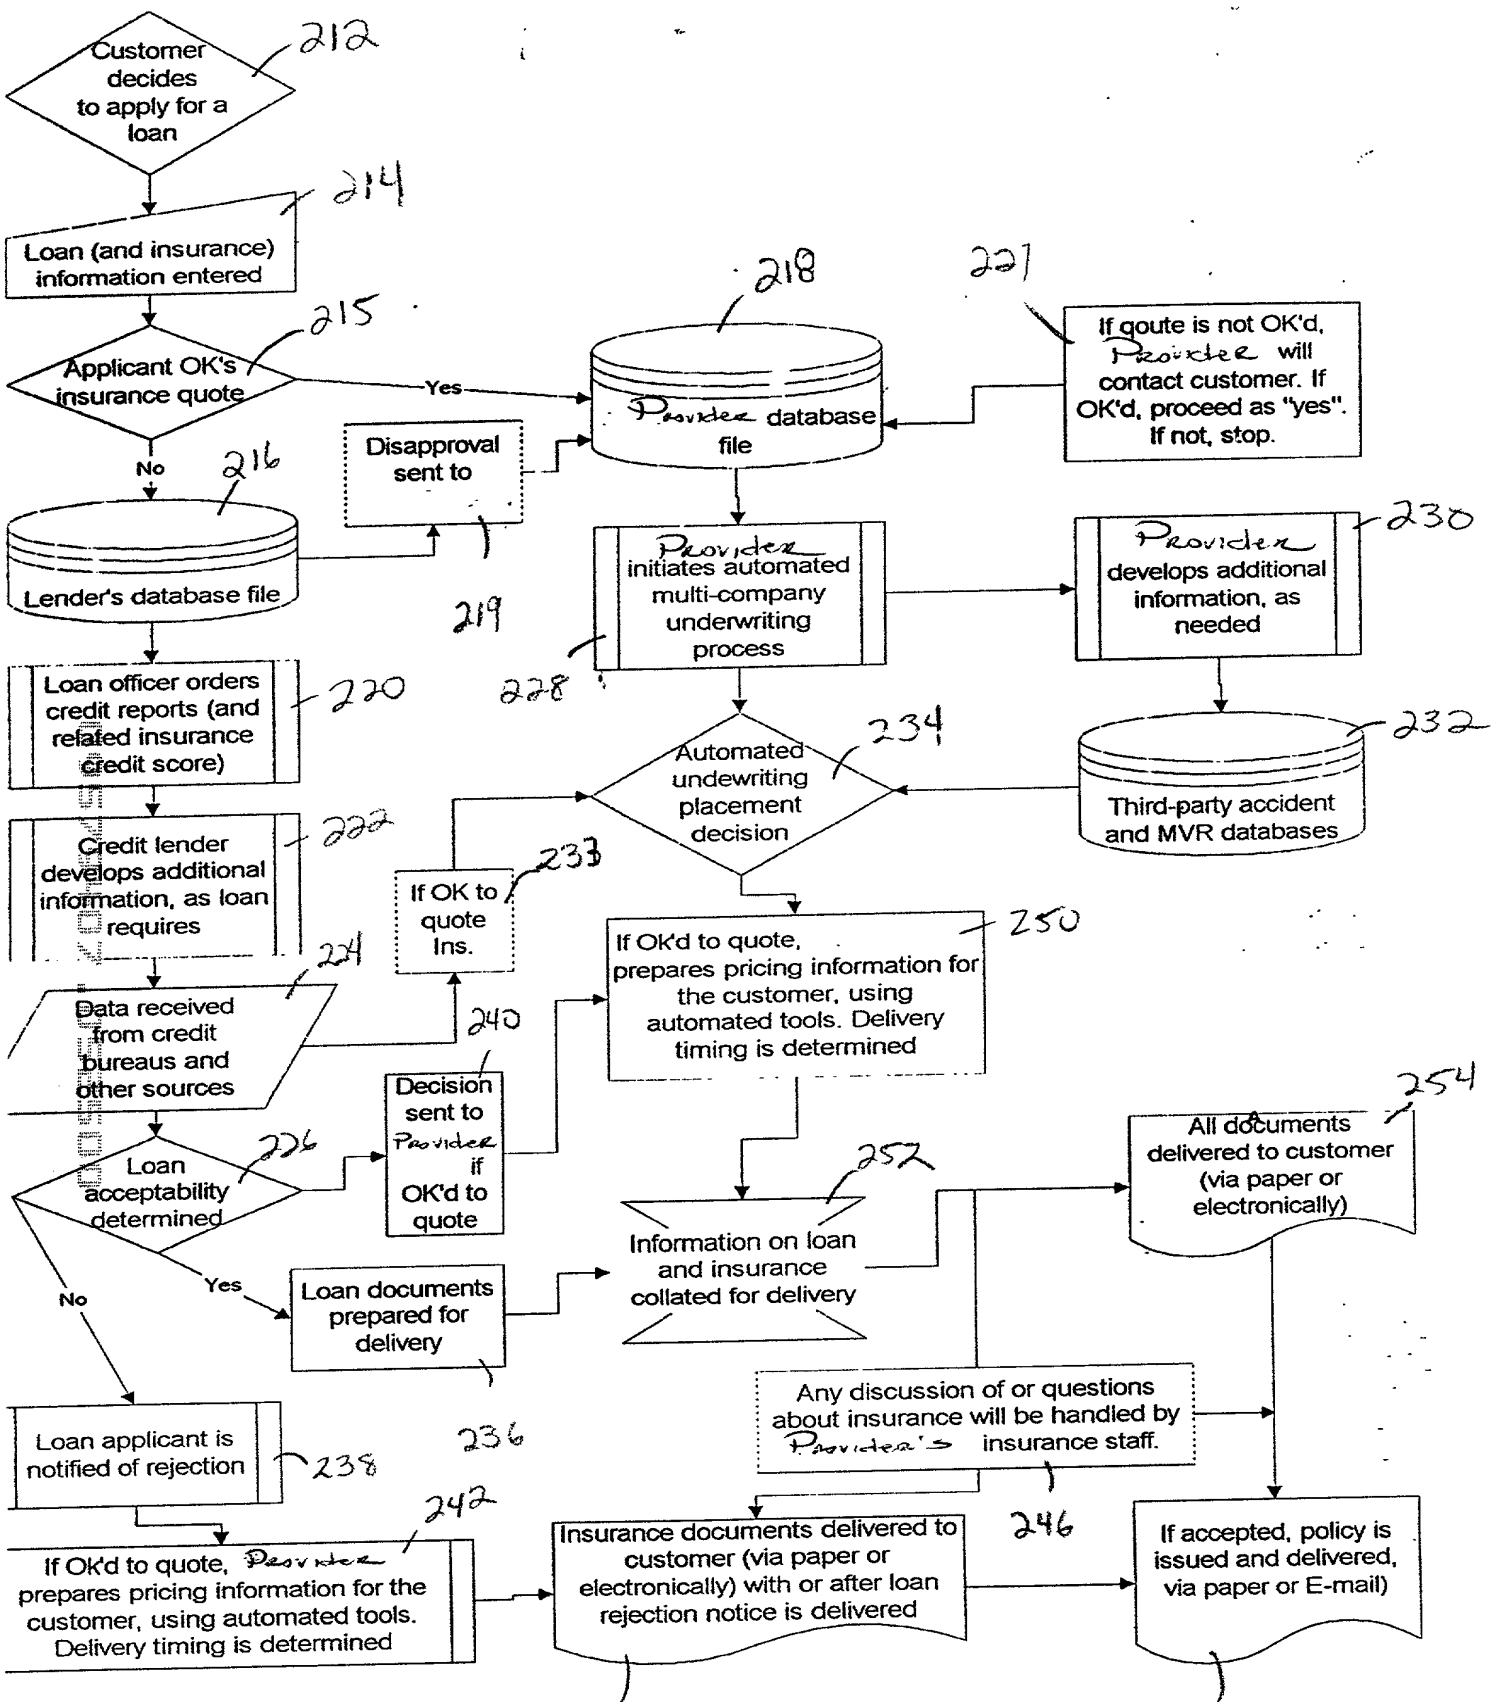 Customer
decides
to apply for a
loan
212
Loan (and insurance)
information entered
214
Applicant OK's
insurance quote
215
Yes
No
216
Lender's database file
Disapproval
sent to
219
218
Provider database
file
227
If qoute is not OK'd,
Provider will
contact customer. If
OK'd, proceed as "yes".
If not, stop.
Provider
initiates automated
multi-company
underwriting
process
228
Provider
develops additional
information, as
needed
230
Loan officer orders
credit reports (and
related insurance
credit score)
220
Automated
undewriting
placement
decision
234
Third-party accident
and MVR databases
232
Credit lender
develops additional
information, as loan
requires
222
If OK to
quote
Ins.
233
Data received
from credit
bureaus and
other sources
224
If Ok'd to quote,
prepares pricing information for
the customer, using
automated tools. Delivery
timing is determined
250
Loan
acceptability
determined
226
240
Decision
sent to
Provider
if
OK'd to
quote
No
Yes
Loan documents
prepared for
delivery
236
252
Information on loan
and insurance
collated for delivery
254
All documents
delivered to customer
(via paper or
electronically)
Any discussion of or questions
about insurance will be handled by
Provider's insurance staff.
246
Loan applicant is
notified of rejection
238
242
If Ok'd to quote, Provider
prepares pricing information for the
customer, using automated tools.
Delivery timing is determined
Insurance documents delivered to
customer (via paper or
electronically) with or after loan
rejection notice is delivered
If accepted, policy is
issued and delivered,
via paper or E-mail)